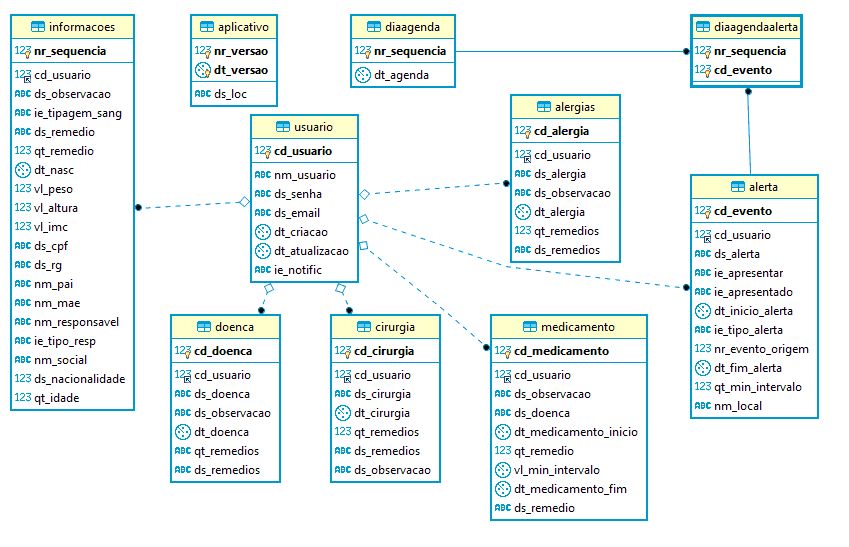 informacoes
123 nr_sequencia
123 cd_usuario
ABC ds_observacao
ABC ie_tipagem_sang
ABC ds_remedio
123 qt_remedio
dt_nasc
123 vl_peso
123 vl_altura
123 vl_imc
ABC ds_cpf
ABC ds_rg
ABC nm_pai
ABC nm_mae
ABC nm_responsavel
ABC ie_tipo_resp
ABC nm_social
123 ds_nacionalidade
123 qt_idade
aplicativo
123 nr_versao
dt_versao
ABC ds_loc
diaagenda
123 nr_sequencia
dt_agenda
diaagendaalerta
123 nr_sequencia
123 cd_evento
usuario
123 cd_usuario
ABC nm_usuario
ABC ds_senha
ABC ds_email
dt_criacao
dt_atualizacao
ABC ie_notific
alergias
123 cd_alergia
123 cd_usuario
ABC ds_alergia
ABC ds_observacao
dt_alergia
123 qt_remedios
ABC ds_remedios
alerta
123 cd_evento
123 cd_usuario
ABC ds_alerta
ABC ie_apresentar
ABC ie_apresentado
dt_inicio_alerta
ABC ie_tipo_alerta
123 nr_evento_origem
dt_fim_alerta
123 qt_min_intervalo
ABC nm_local
doenca
123 cd_doenca
123 cd_usuario
ABC ds_doenca
ABC ds_observacao
dt_doenca
ABC qt_remedios
ABC ds_remedios
cirurgia
123 cd_cirurgia
123 cd_usuario
ABC ds_cirurgia
dt_cirurgia
123 qt_remedios
ABC ds_remedios
ABC ds_observacao
medicamento
123 cd_medicamento
123 cd_usuario
ABC ds_observacao
ABC ds_doenca
dt_medicamento_inicio
123 qt_remedio
vl_min_intervalo
dt_medicamento_fim
ABC ds_remedio